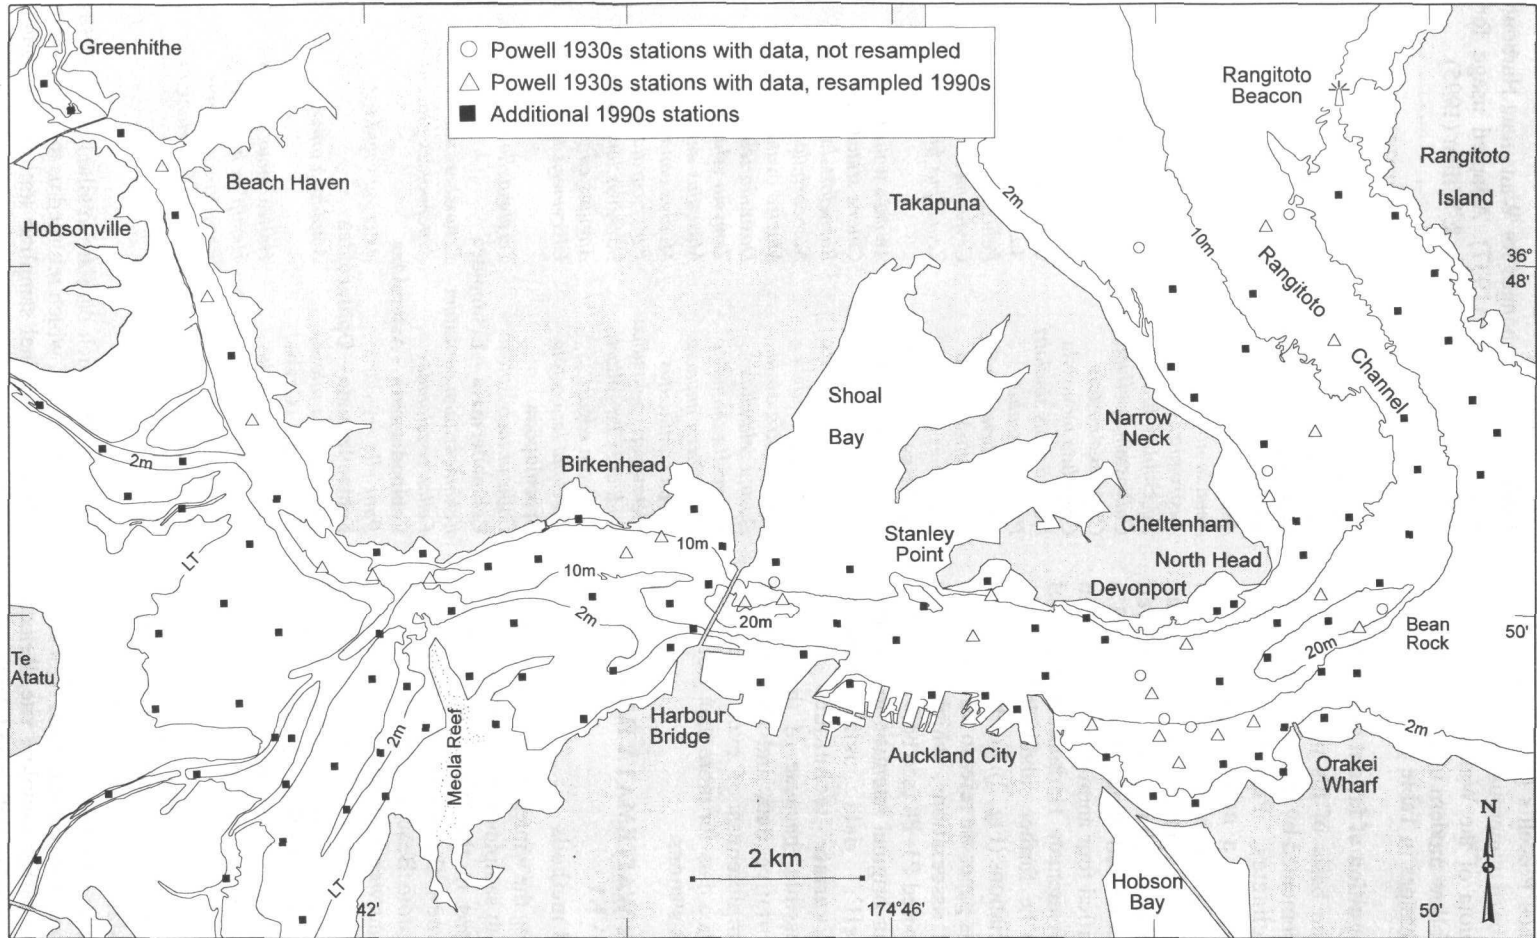 Greenhithe
Powell 1930s stations with data, not resampled
Powell 1930s stations with data, resampled 1990s
Additional 1990s stations
Rangitoto
Beacon
Rangitoto
Island
Beach Haven
Hobsonville
Takapuna
2m
10m
Rangitoto
Channel
36°
48'
Shoal
Bay
Narrow
Neck
2m
Birkenhead
Cheltenham
Stanley
Point
North Head
Devonport
10m
10m
LT
2m
20m
50'
Bean
Rock
20m
Te
Atatu
Harbour
Bridge
2m
Meola Reef
Auckland City
2m
Orakei
Wharf
N
2 km
LT
Hobson
Bay
42'
174°46'
50'